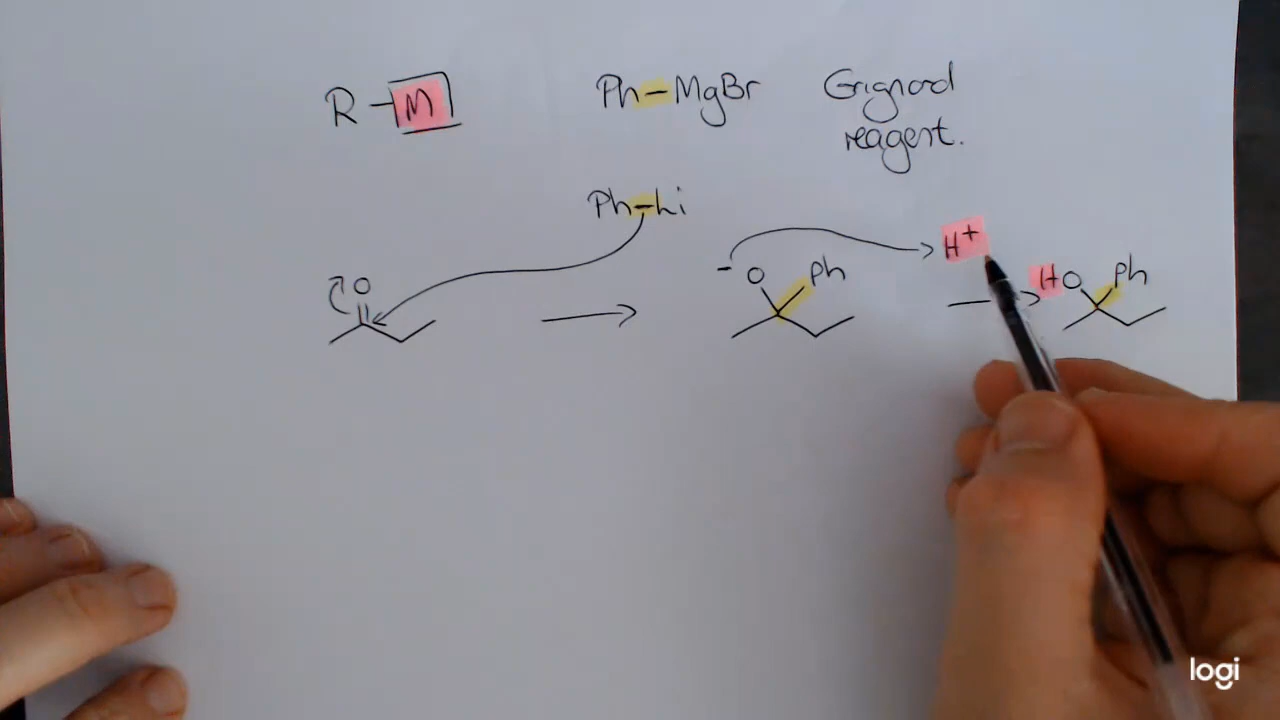 R-M Ph-MgBr Grignard
reagent.
Ph-Li
O
- O Ph
H+
HO Ph
logi